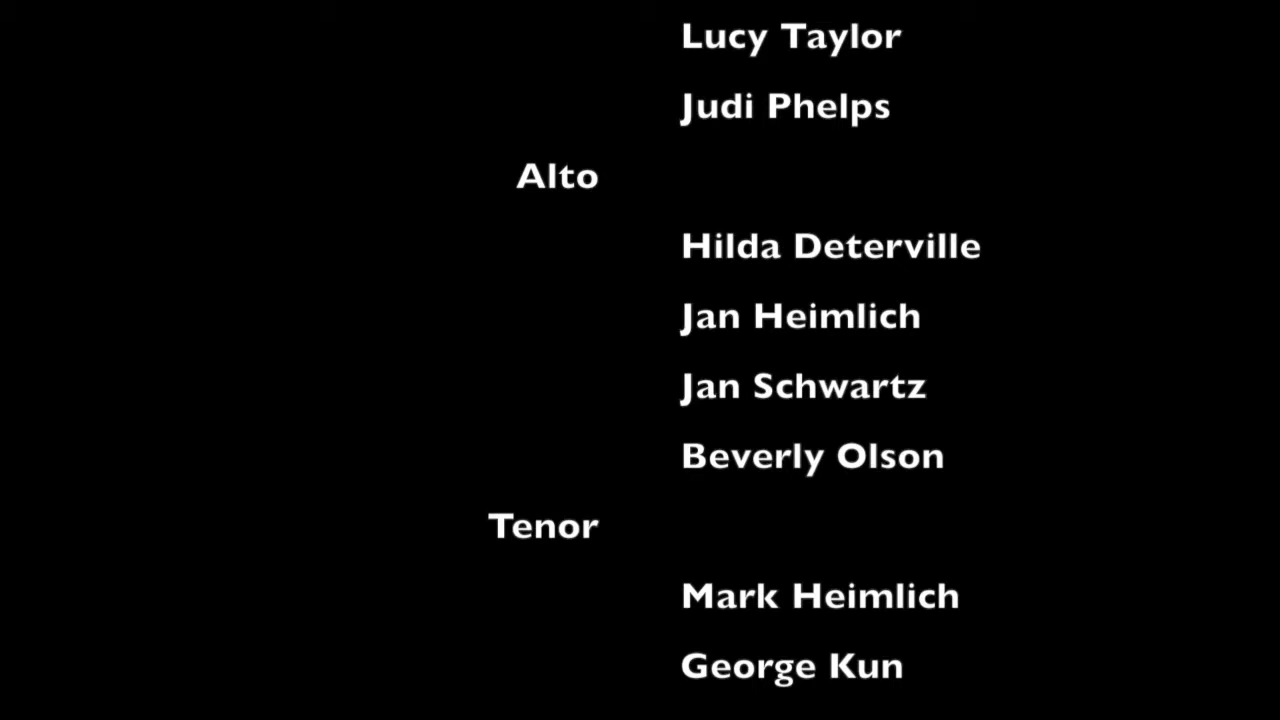 Lucy Taylor
Judi Phelps
Alto
Hilda Deterville
Jan Heimlich
Jan Schwartz
Beverly Olson
Tenor
Mark Heimlich
George Kun